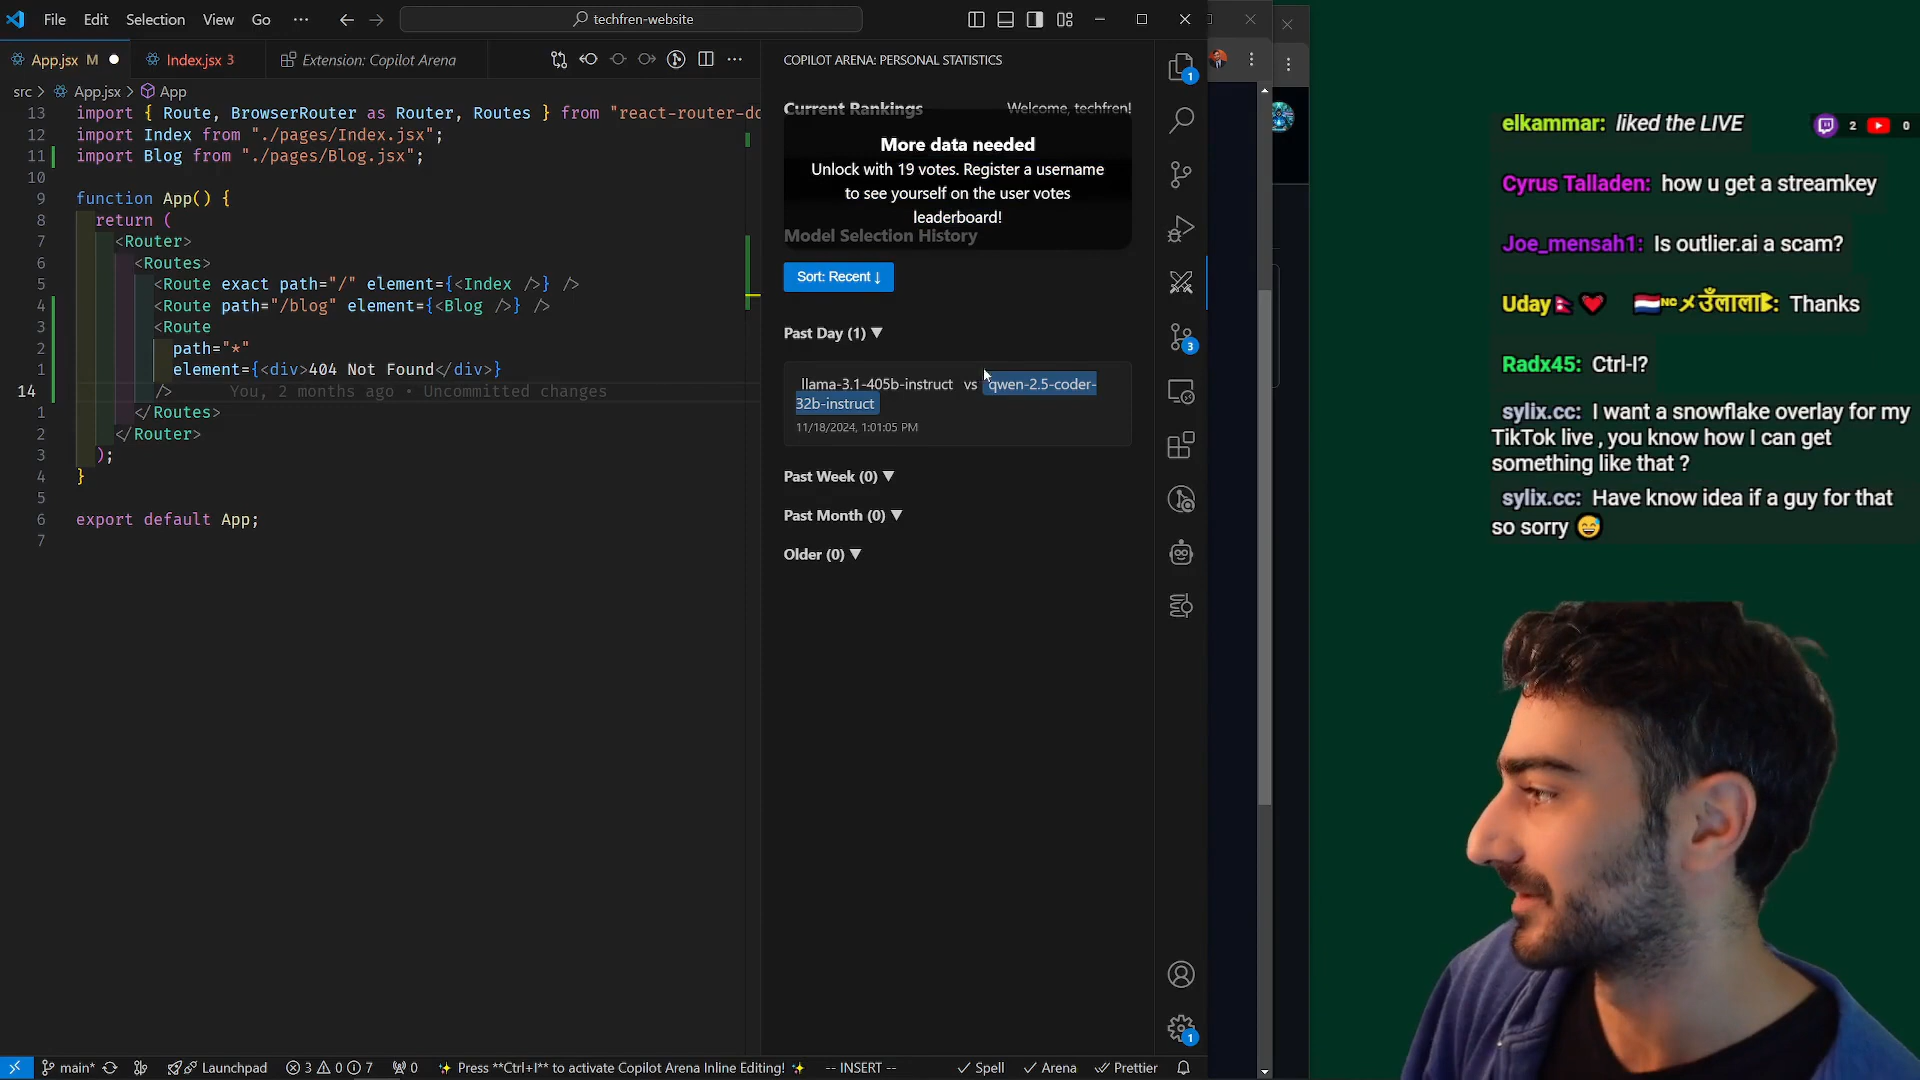 File Edit Selection View Go ··· techfren-website
App.jsx M Index.jsx 3 Extension: Copilot Arena
src > App.jsx > App
13 import { Route, BrowserRouter as Router, Routes } from "react-router-do
12 import Index from "./pages/Index.jsx";
11 import Blog from "./pages/Blog.jsx";
10
9 function App() {
8 return (
7 <Router>
6 <Routes>
5 <Route exact path="/" element={<Index />} />
4 <Route path="/blog" element={<Blog />} />
3 <Route
2 path="*"
1 element={<div>404 Not Found</div>}
14 /> You, 2 months ago • Uncommitted changes
1 </Routes>
2 </Router>
3 );
4 }
5
6 export default App;
7
COPILOT ARENA: PERSONAL STATISTICS
Current Rankings Welcome, techfren!
More data needed
Unlock with 19 votes. Register a username
to see yourself on the user votes
leaderboard!
Model Selection History
Sort: Recent ↓
Past Day (1) ▼
llama-3.1-405b-instruct vs qwen-2.5-coder-
32b-instruct
11/18/2024, 1:01:05 PM
Past Week (0) ▼
Past Month (0) ▼
Older (0) ▼
1
3
1
main* Launchpad 3 0 7 0 Press **Ctrl+I** to activate Copilot Arena Inline Editing! -- INSERT -- Spell Arena Prettier
elkammar: liked the LIVE
2 0
Cyrus Talladen: how u get a streamkey
Joe_mensah1: Is outlier.ai a scam?
Uday🇳🇵❤️ 🇳🇱ᴺᴳメउँलाला: Thanks
Radx45: Ctrl-I?
sylix.cc: I want a snowflake overlay for my
TikTok live , you know how I can get
something like that ?
sylix.cc: Have know idea if a guy for that
so sorry 😅